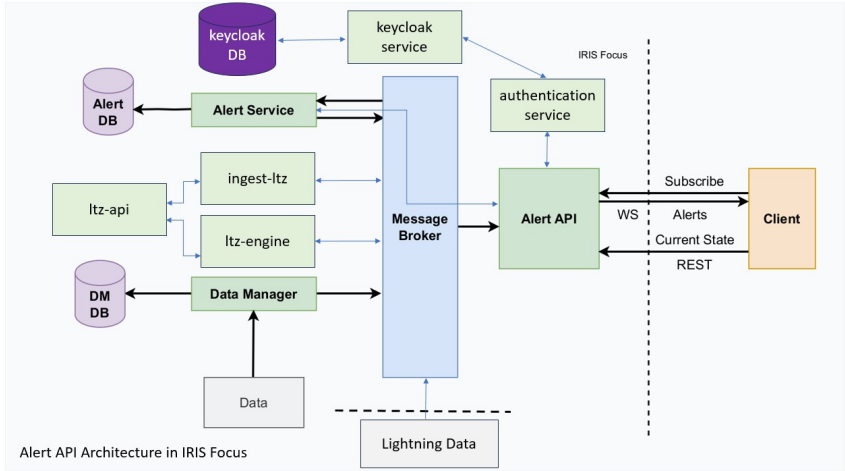 keycloak
DB
keycloak
service
IRIS Focus
Alert
DB
Alert Service
authentication
service
ltz-api
ingest-ltz
ltz-engine
Message
Broker
Alert API
Subscribe
WS
Alerts
Current State
REST
Client
DM
DB
Data Manager
Data
Lightning Data
Alert API Architecture in IRIS Focus